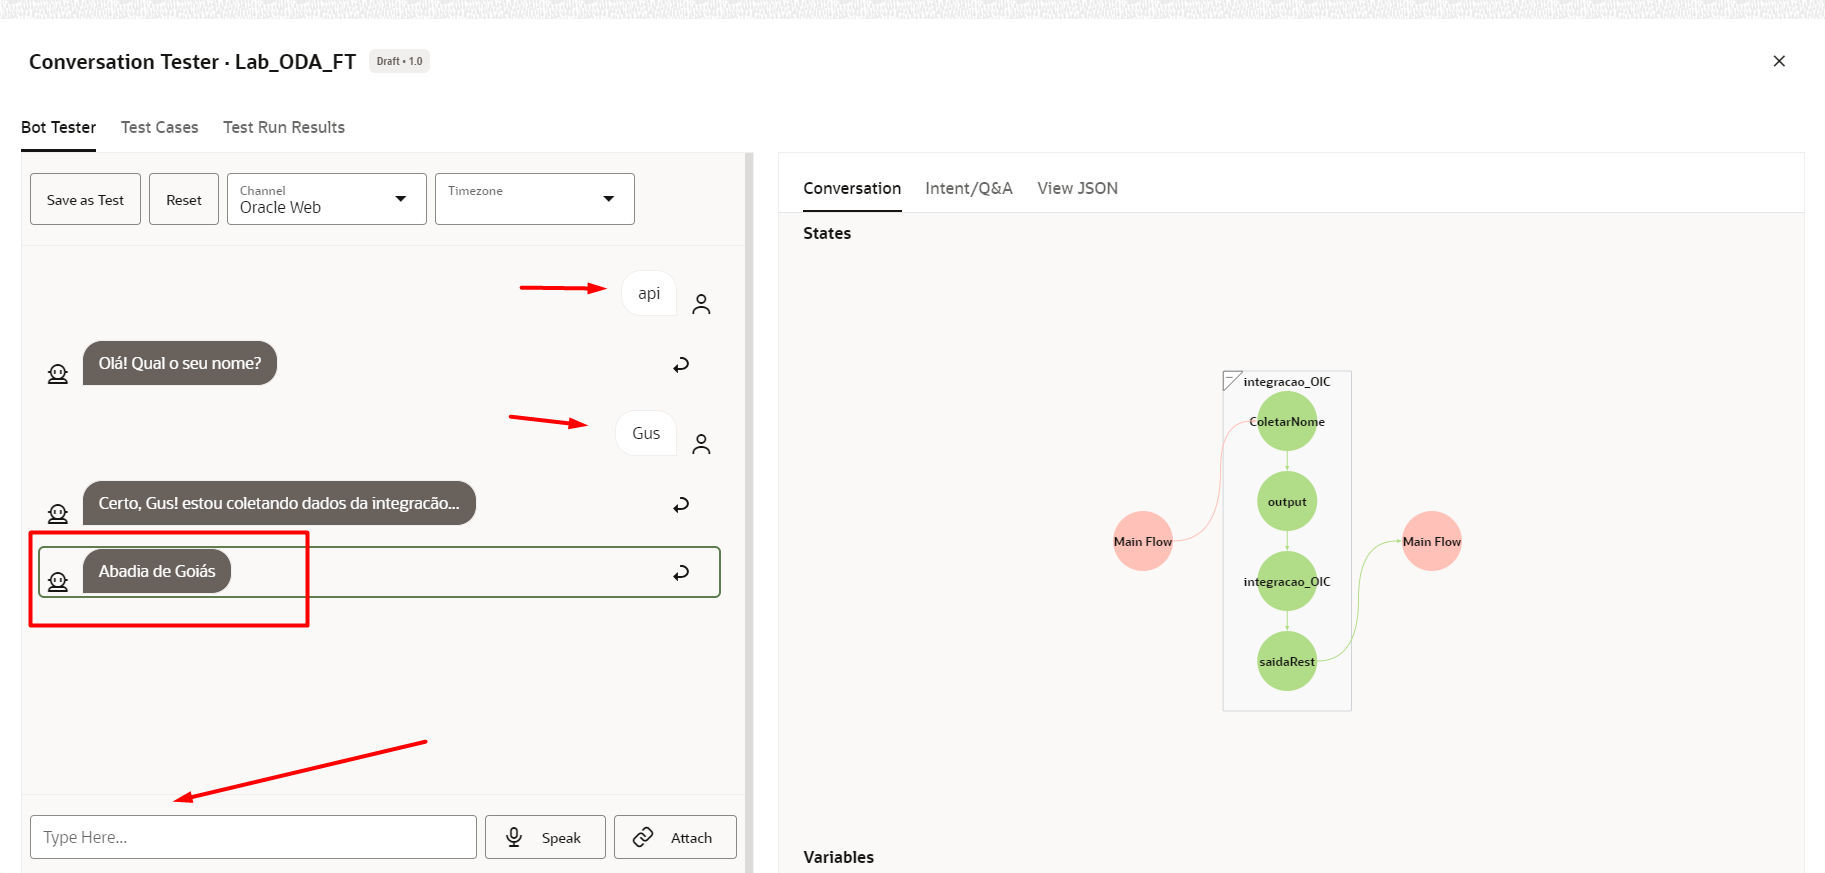 Conversation Tester · Lab_ODA_FT
Draft • 1.0
Bot Tester
Test Cases
Test Run Results
Save as Test
Reset
Channel
Oracle Web
Timezone
api
Olá! Qual o seu nome?
Gus
Certo, Gus! estou coletando dados da integracão...
Abadia de Goiás
Type Here...
Speak
Attach
Conversation
Intent/Q&A
View JSON
States
integracao_OIC
ColetarNome
output
Main Flow
Main Flow
integracao_OIC
saidaRest
Variables